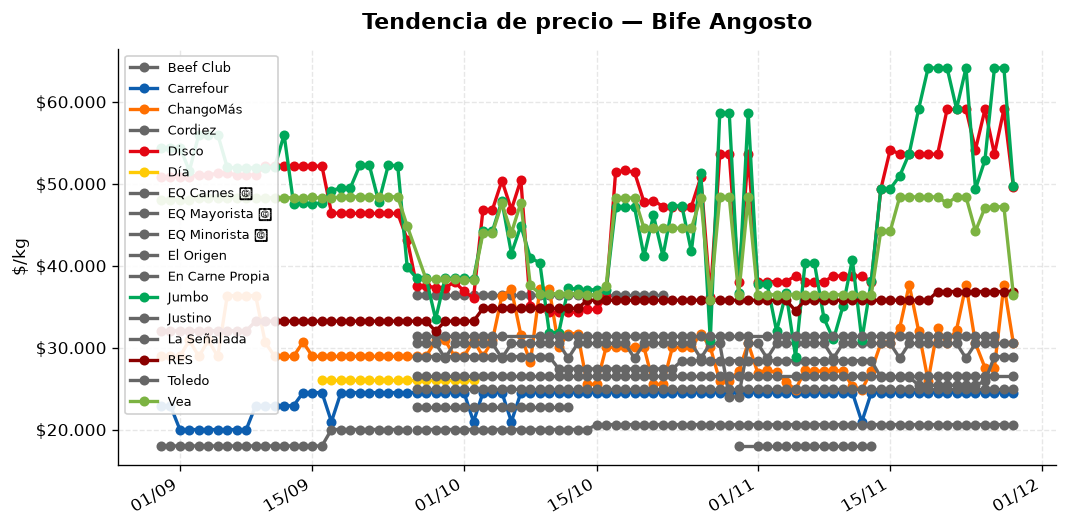 Tendencia de precio — Bife Angosto
$/kg
$60.000
$50.000
$40.000
$30.000
$20.000
Beef Club
Carrefour
ChangoMás
Cordiez
Disco
Día
EQ Carnes
EQ Mayorista
EQ Minorista
El Origen
En Carne Propia
Jumbo
Justino
La Señalada
RES
Toledo
Vea
01/09
15/09
01/10
15/10
01/11
15/11
01/12